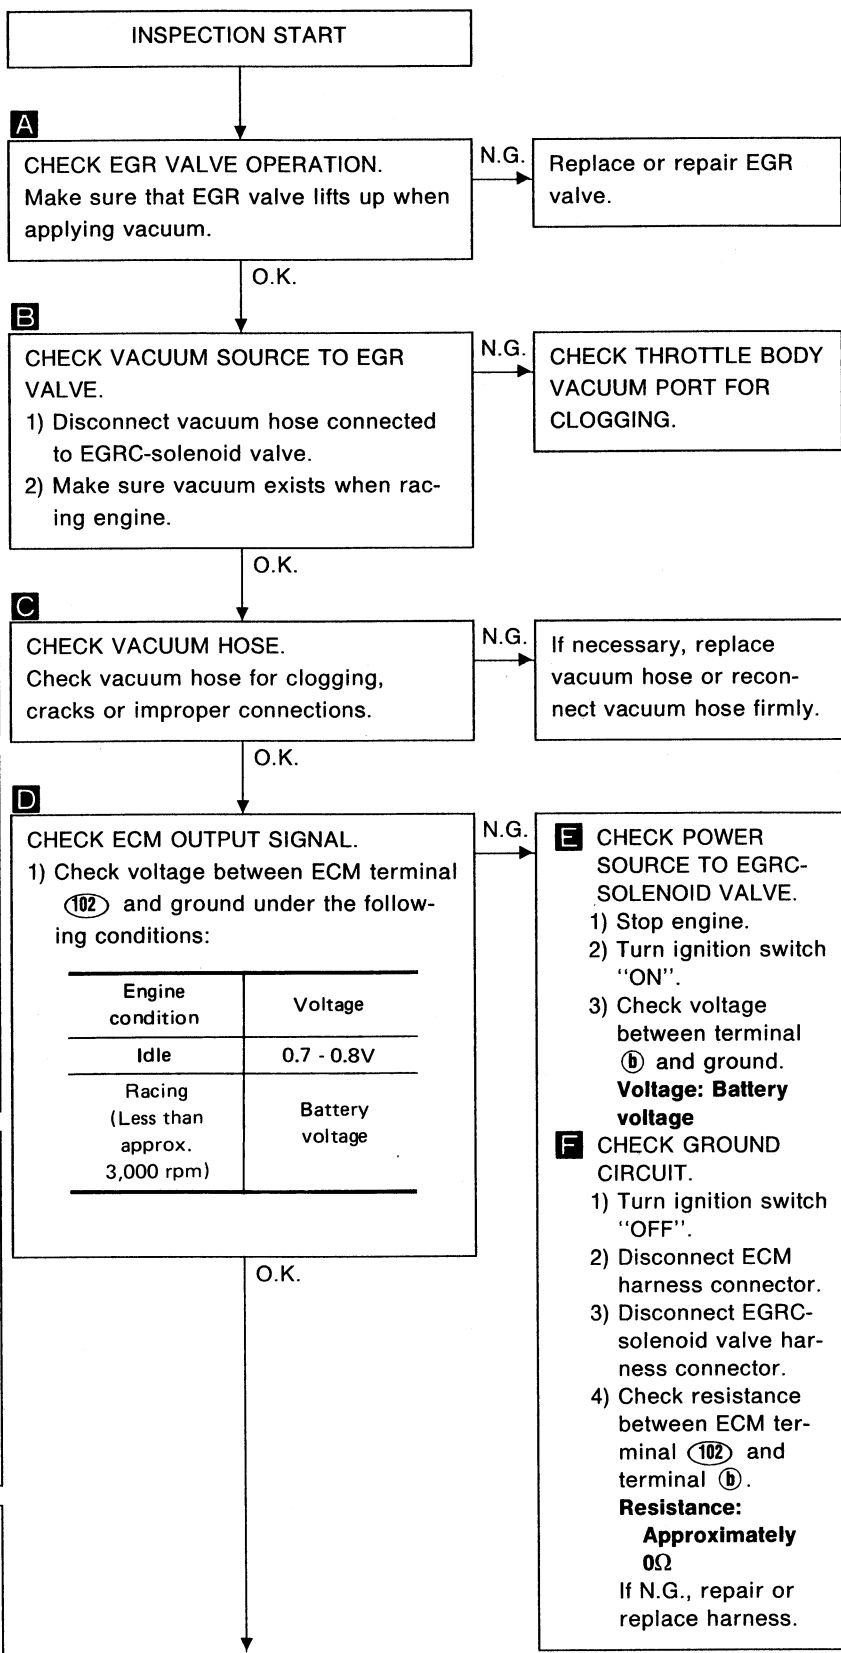 INSPECTION START
A
CHECK EGR VALVE OPERATION.
Make sure that EGR valve lifts up when
applying vacuum.
N.G.
Replace or repair EGR
valve.
O.K.
B
CHECK VACUUM SOURCE TO EGR
VALVE.
1) Disconnect vacuum hose connected
to EGRC-solenoid valve.
2) Make sure vacuum exists when rac-
ing engine.
N.G.
CHECK THROTTLE BODY
VACUUM PORT FOR
CLOGGING.
O.K.
C
CHECK VACUUM HOSE.
Check vacuum hose for clogging,
cracks or improper connections.
N.G.
If necessary, replace
vacuum hose or recon-
nect vacuum hose firmly.
O.K.
D
CHECK ECM OUTPUT SIGNAL.
1) Check voltage between ECM terminal
102 and ground under the follow-
ing conditions:
Engine
condition
Voltage
Idle
0.7 - 0.8V
Racing
(Less than
approx.
3,000 rpm)
Battery
voltage
N.G.
E CHECK POWER
SOURCE TO EGRC-
SOLENOID VALVE.
1) Stop engine.
2) Turn ignition switch
"ON".
3) Check voltage
between terminal
b and ground.
Voltage: Battery
voltage
F CHECK GROUND
CIRCUIT.
1) Turn ignition switch
"OFF".
2) Disconnect ECM
harness connector.
3) Disconnect EGRC-
solenoid valve har-
ness connector.
4) Check resistance
between ECM ter-
minal 102 and
terminal b.
Resistance:
Approximately
0Ω
If N.G., repair or
replace harness.
O.K.